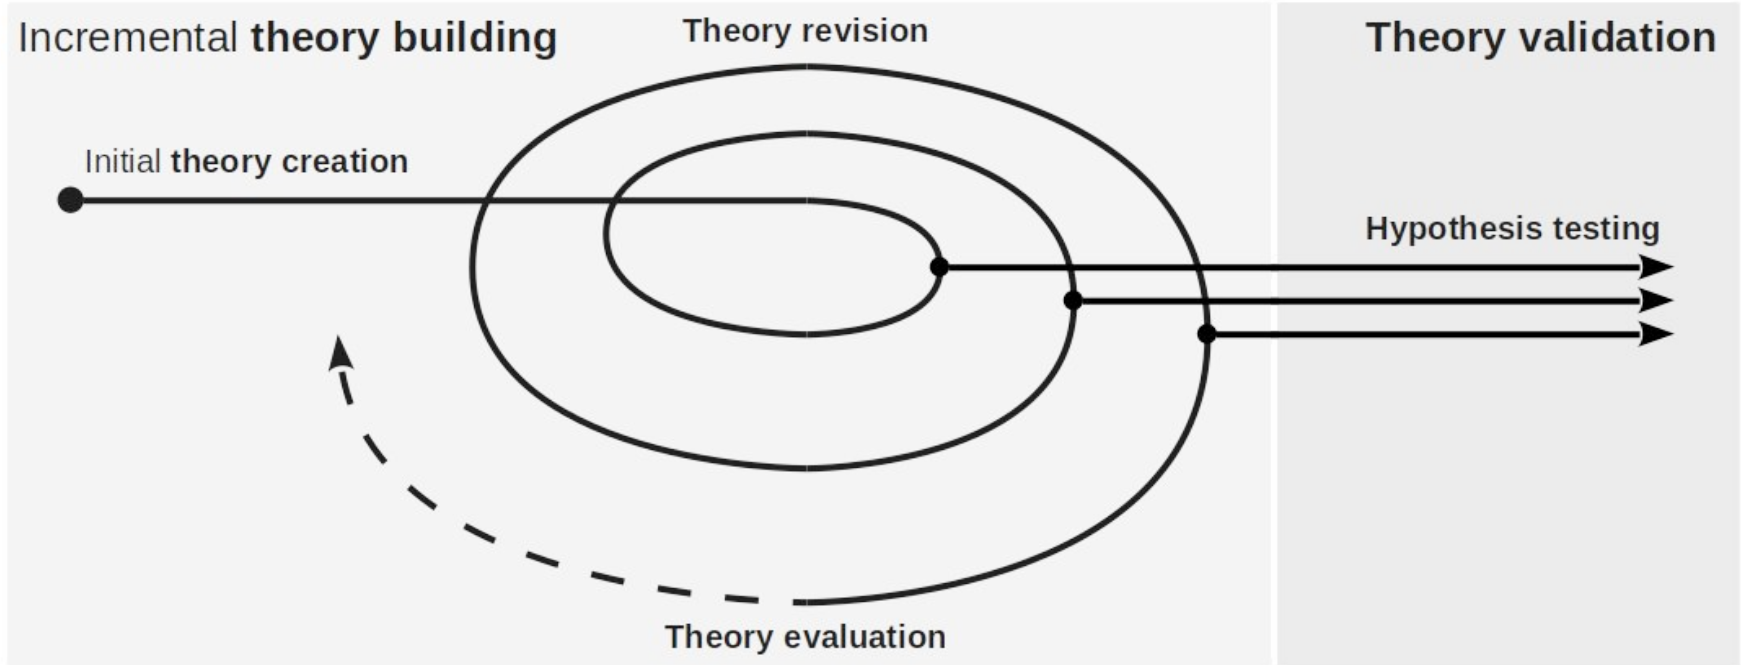 Incremental theory building
Theory revision
Theory validation
Initial theory creation
Hypothesis testing
Theory evaluation